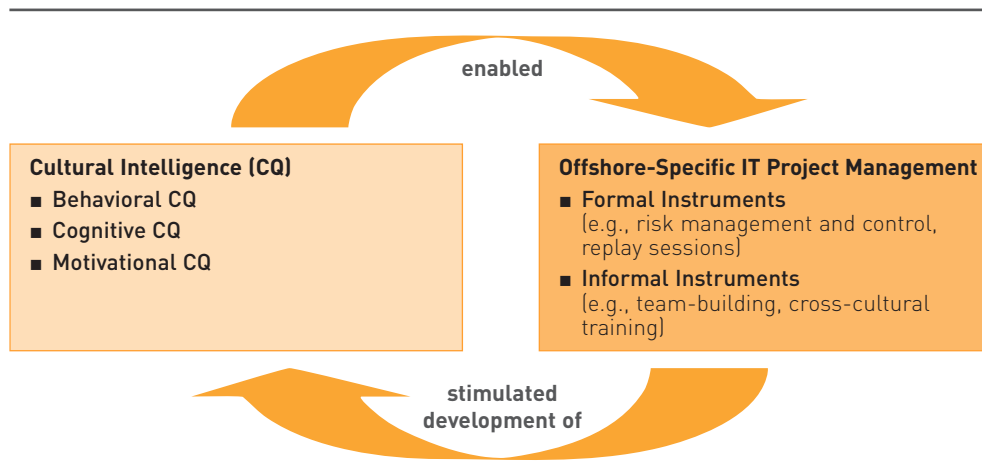 enabled
Cultural Intelligence (CQ)
■ Behavioral CQ
■ Cognitive CQ
■ Motivational CQ
Offshore-Specific IT Project Management
■ Formal Instruments
(e.g., risk management and control,
replay sessions)
■ Informal Instruments
(e.g., team-building, cross-cultural
training)
stimulated
development of